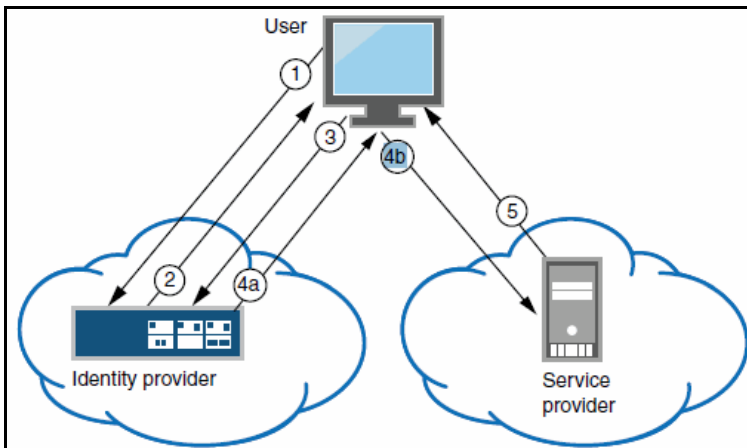 User
1
3
4b
5
2
4a
Identity provider
Service
provider